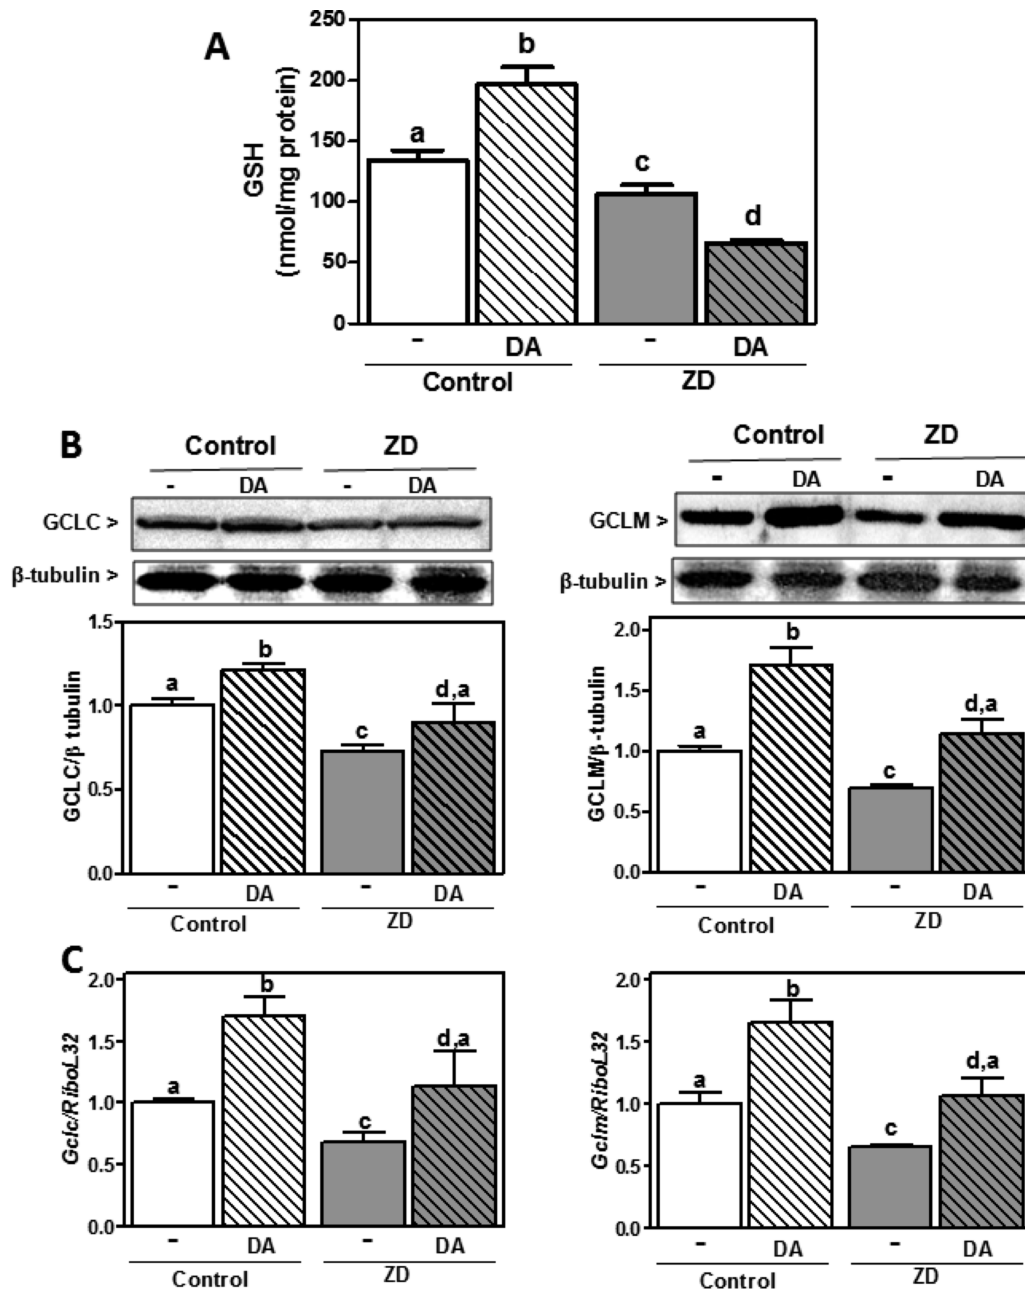 A
250
200
150
100
50
0
GSH
(nmol/mg protein)
a
b
c
d
- DA - DA
Control ZD
B
Control ZD
- DA - DA
GCLC >
β-tubulin >
1.5
1.0
0.5
0.0
GCLC/β tubulin
a
b
c
d,a
- DA - DA
Control ZD
Control ZD
- DA - DA
GCLM >
β-tubulin >
2.0
1.5
1.0
0.5
0.0
GCLM/β-tubulin
a
b
c
d,a
- DA - DA
Control ZD
C
2.0
1.5
1.0
0.5
0.0
Gclc/RiboL32
a
b
c
d,a
- DA - DA
Control ZD
2.0
1.5
1.0
0.5
0.0
Gclm/RiboL32
a
b
c
d,a
- DA - DA
Control ZD